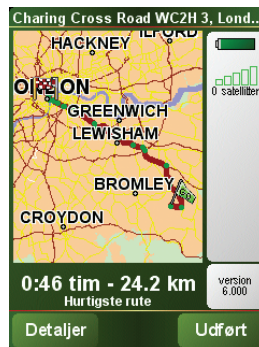 Charing Cross Road WC2H 3, Lond..
HACKNEY
ILFORD
0 satellitter
GREENWICH
LEWISHAM
BROMLEY
GO
CROYDON
0:46 tim - 24.2 km
Hurtigste rute
version
6.000
Detaljer
Udført